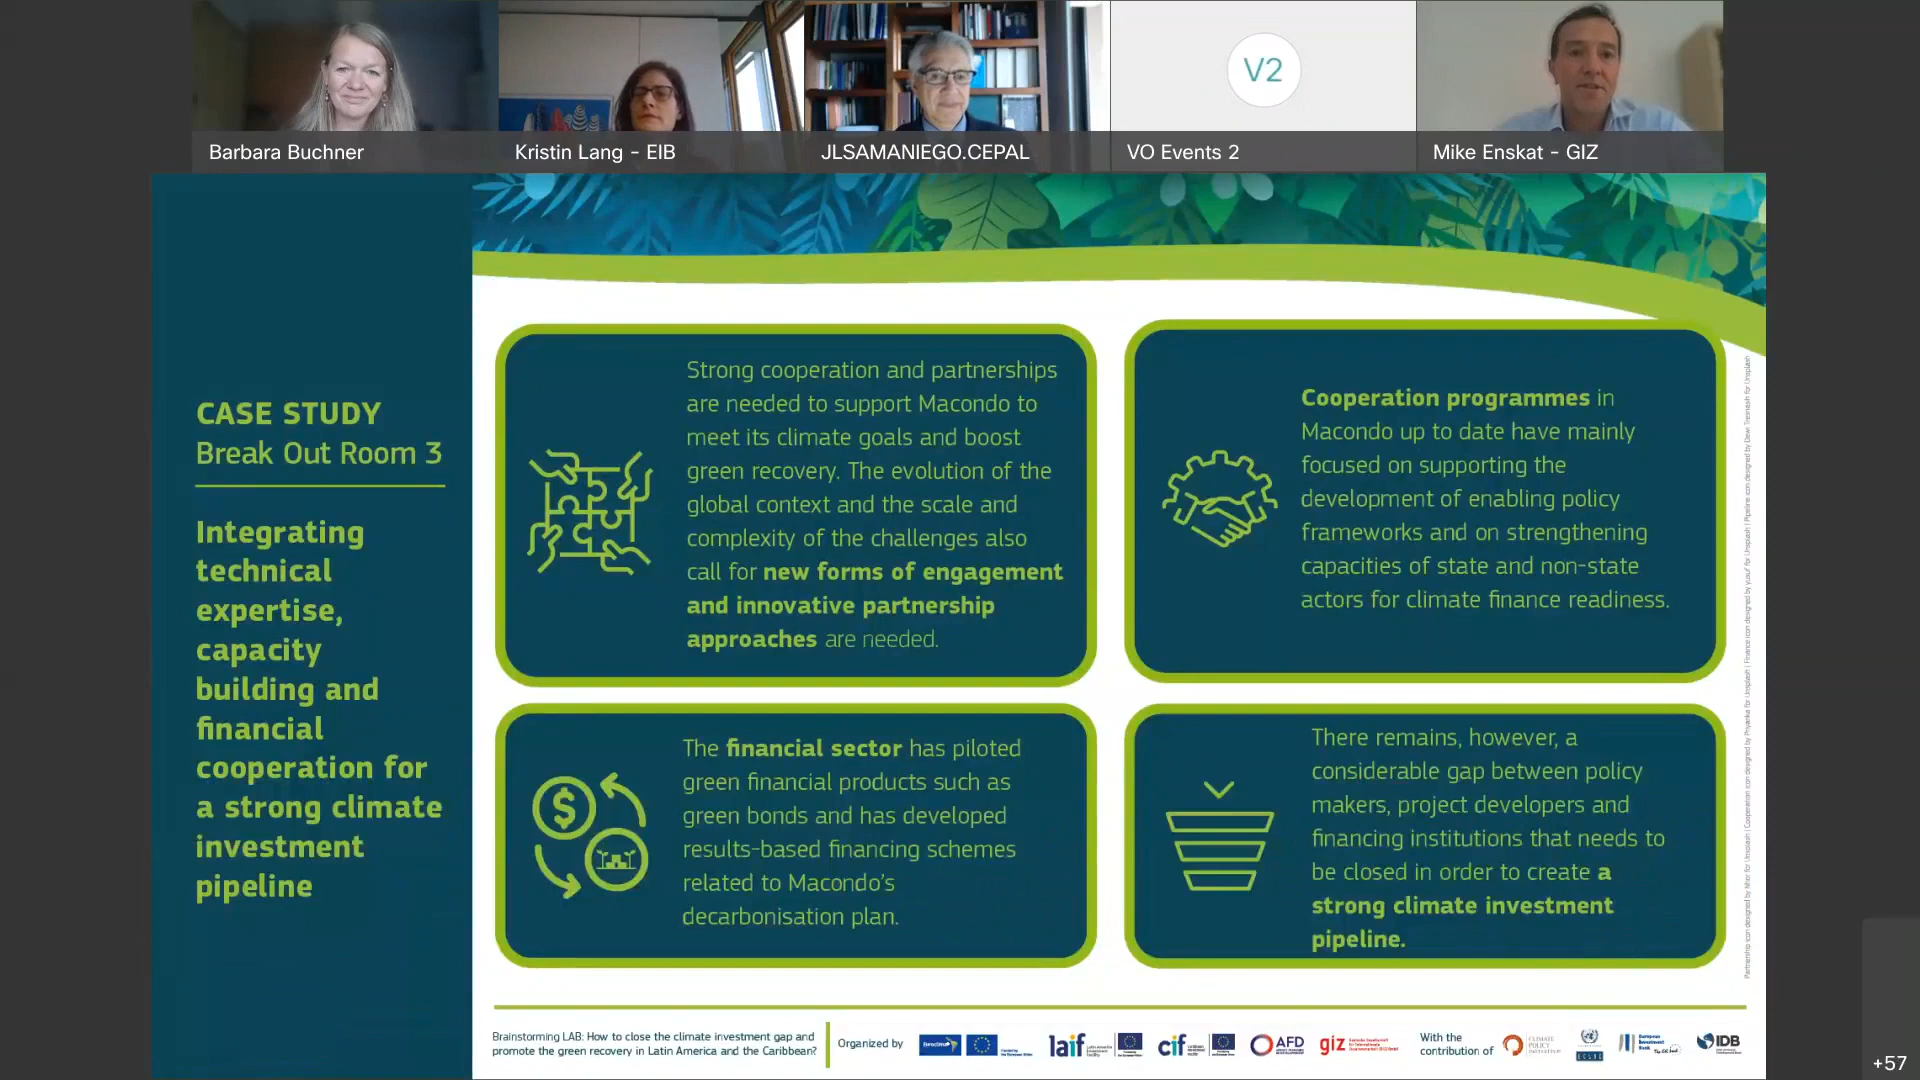 Barbara Buchner
Kristin Lang - EIB
JLSAMANIEGO.CEPAL
V2
VO Events 2
Mike Enskat - GIZ
CASE STUDY
Break Out Room 3
Integrating
technical
expertise,
capacity
building and
financial
cooperation for
a strong climate
investment
pipeline
Strong cooperation and partnerships
are needed to support Macondo to
meet its climate goals and boost
green recovery. The evolution of the
global context and the scale and
complexity of the challenges also
call for new forms of engagement
and innovative partnership
approaches are needed.
Cooperation programmes in
Macondo up to date have mainly
focused on supporting the
development of enabling policy
frameworks and on strengthening
capacities of state and non-state
actors for climate finance readiness.
The financial sector has piloted
green financial products such as
green bonds and has developed
results-based financing schemes
related to Macondo's
decarbonisation plan.
There remains, however, a
considerable gap between policy
makers, project developers and
financing institutions that needs to
be closed in order to create a
strong climate investment
pipeline.
Brainstorming LAB: How to close the climate investment gap and
promote the green recovery in Latin America and the Caribbean?
Organized by
laif
cif
AFD
giz
With the
contribution of
CLIMATE
POLICY
INITIATIVE
European
Investment
Bank
IDB
+57